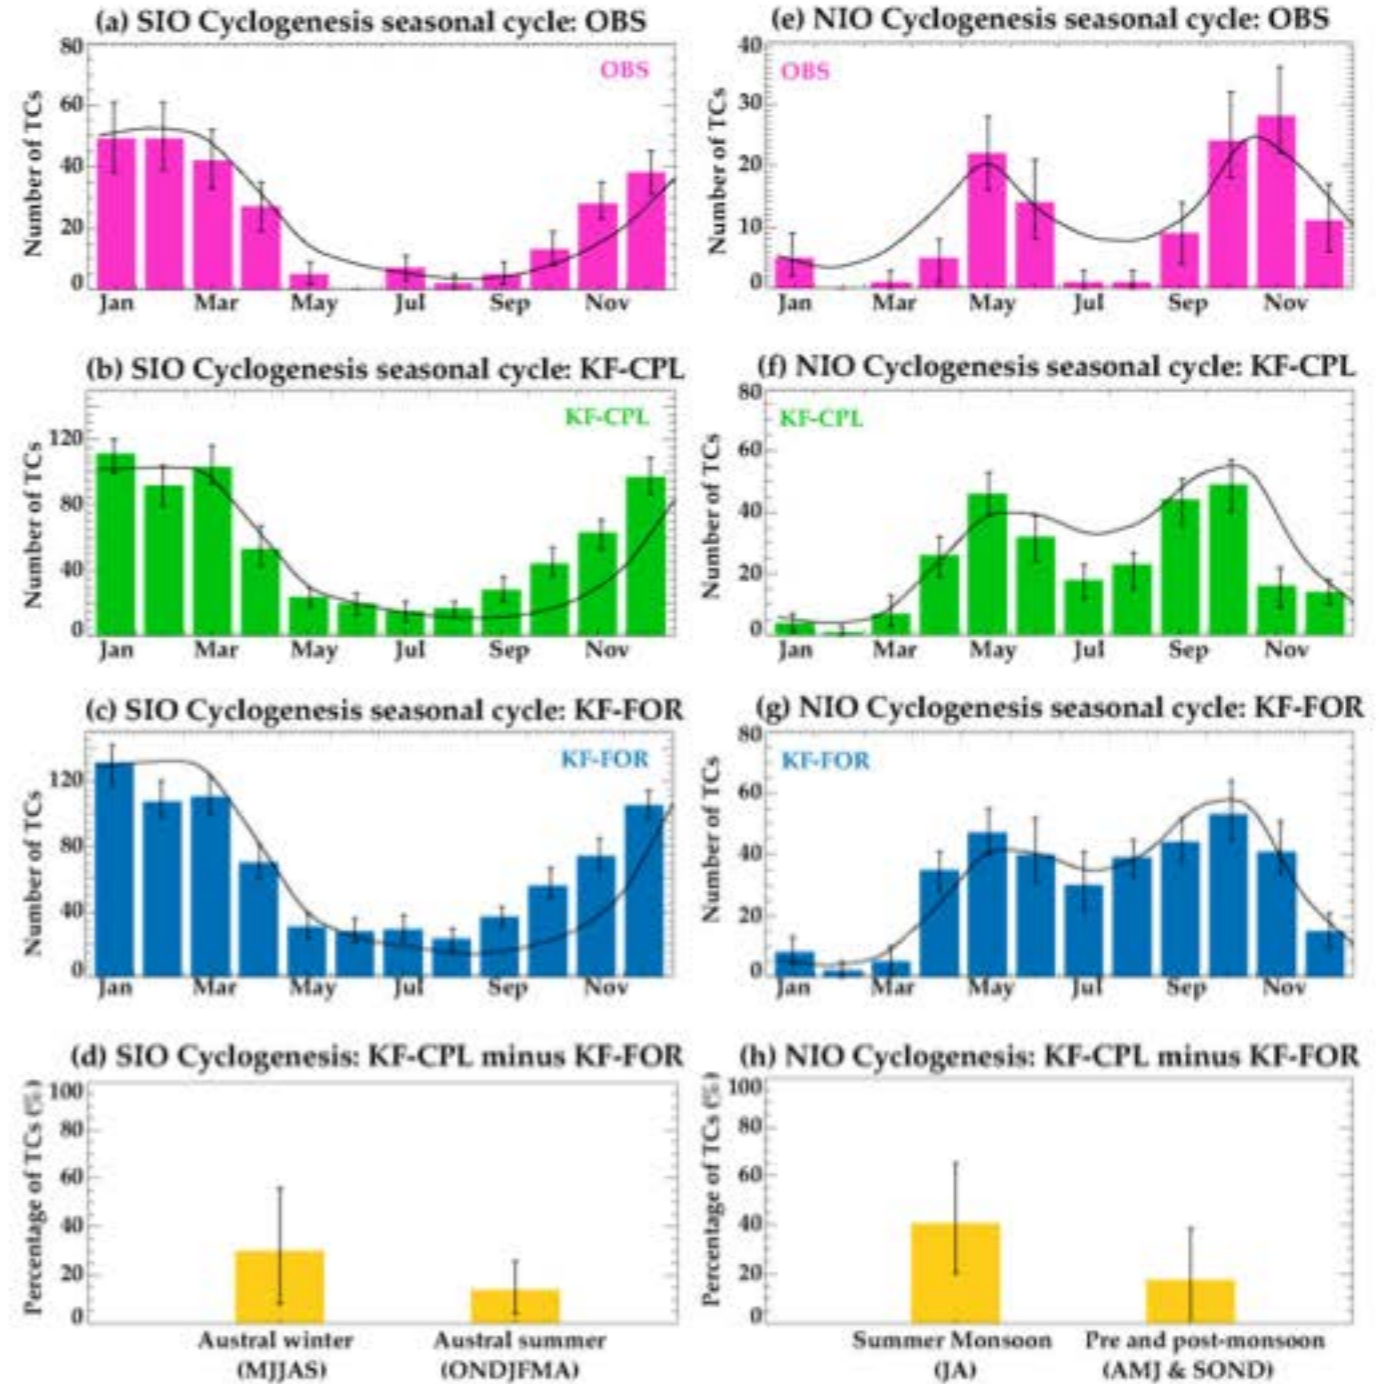 (a) SIO Cyclogenesis seasonal cycle: OBS
80
60
40
20
0
Number of TCs
OBS
Jan Mar May Jul Sep Nov
(e) NIO Cyclogenesis seasonal cycle: OBS
40
30
20
10
0
Number of TCs
OBS
Jan Mar May Jul Sep Nov
(b) SIO Cyclogenesis seasonal cycle: KF-CPL
120
80
40
0
Number of TCs
KF-CPL
Jan Mar May Jul Sep Nov
(f) NIO Cyclogenesis seasonal cycle: KF-CPL
80
60
40
20
0
Number of TCs
KF-CPL
Jan Mar May Jul Sep Nov
(c) SIO Cyclogenesis seasonal cycle: KF-FOR
120
80
40
0
Number of TCs
KF-FOR
Jan Mar May Jul Sep Nov
(g) NIO Cyclogenesis seasonal cycle: KF-FOR
80
60
40
20
0
Number of TCs
KF-FOR
Jan Mar May Jul Sep Nov
(d) SIO Cyclogenesis: KF-CPL minus KF-FOR
100
80
60
40
20
0
Percentage of TCs (%)
Austral winter
(MJJAS)
Austral summer
(ONDJFMA)
(h) NIO Cyclogenesis: KF-CPL minus KF-FOR
100
80
60
40
20
0
Percentage of TCs (%)
Summer Monsoon
(JA)
Pre and post-monsoon
(AMJ & SOND)